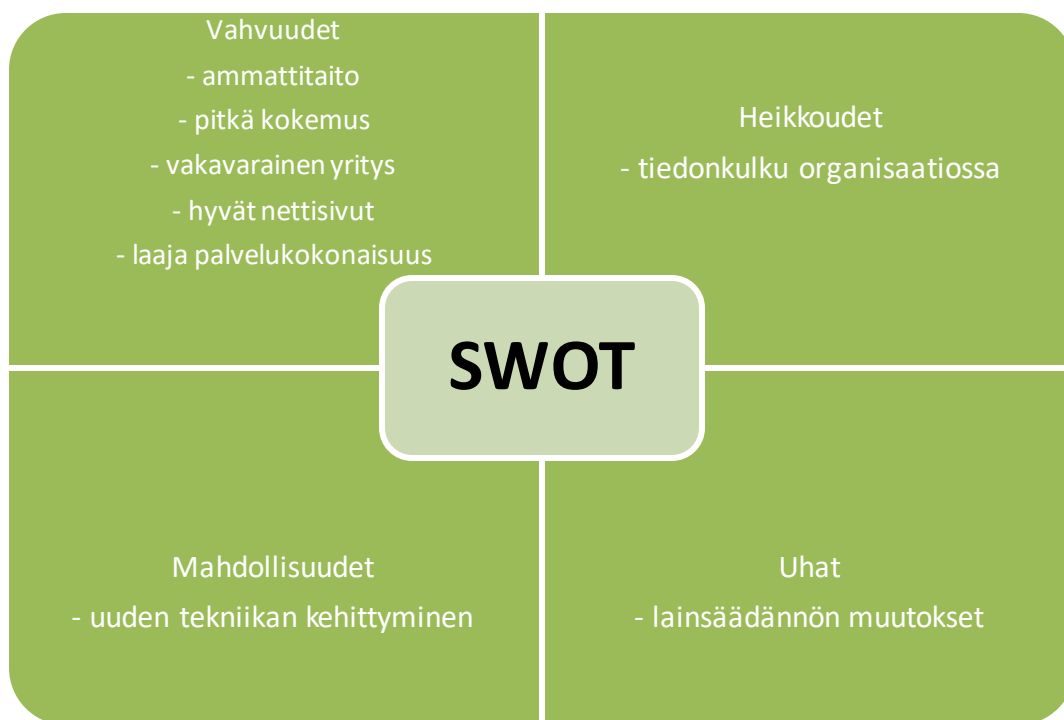 Vahvuudet
- ammattitaito
- pitkä kokemus
- vakavarainen yritys
- hyvät nettisivut
- laaja palvelukokonaisuus
Heikkoudet
- tiedonkulku organisaatiossa
SWOT
Mahdollisuudet
- uuden tekniikan kehittyminen
Uhat
- lainsäädännön muutokset